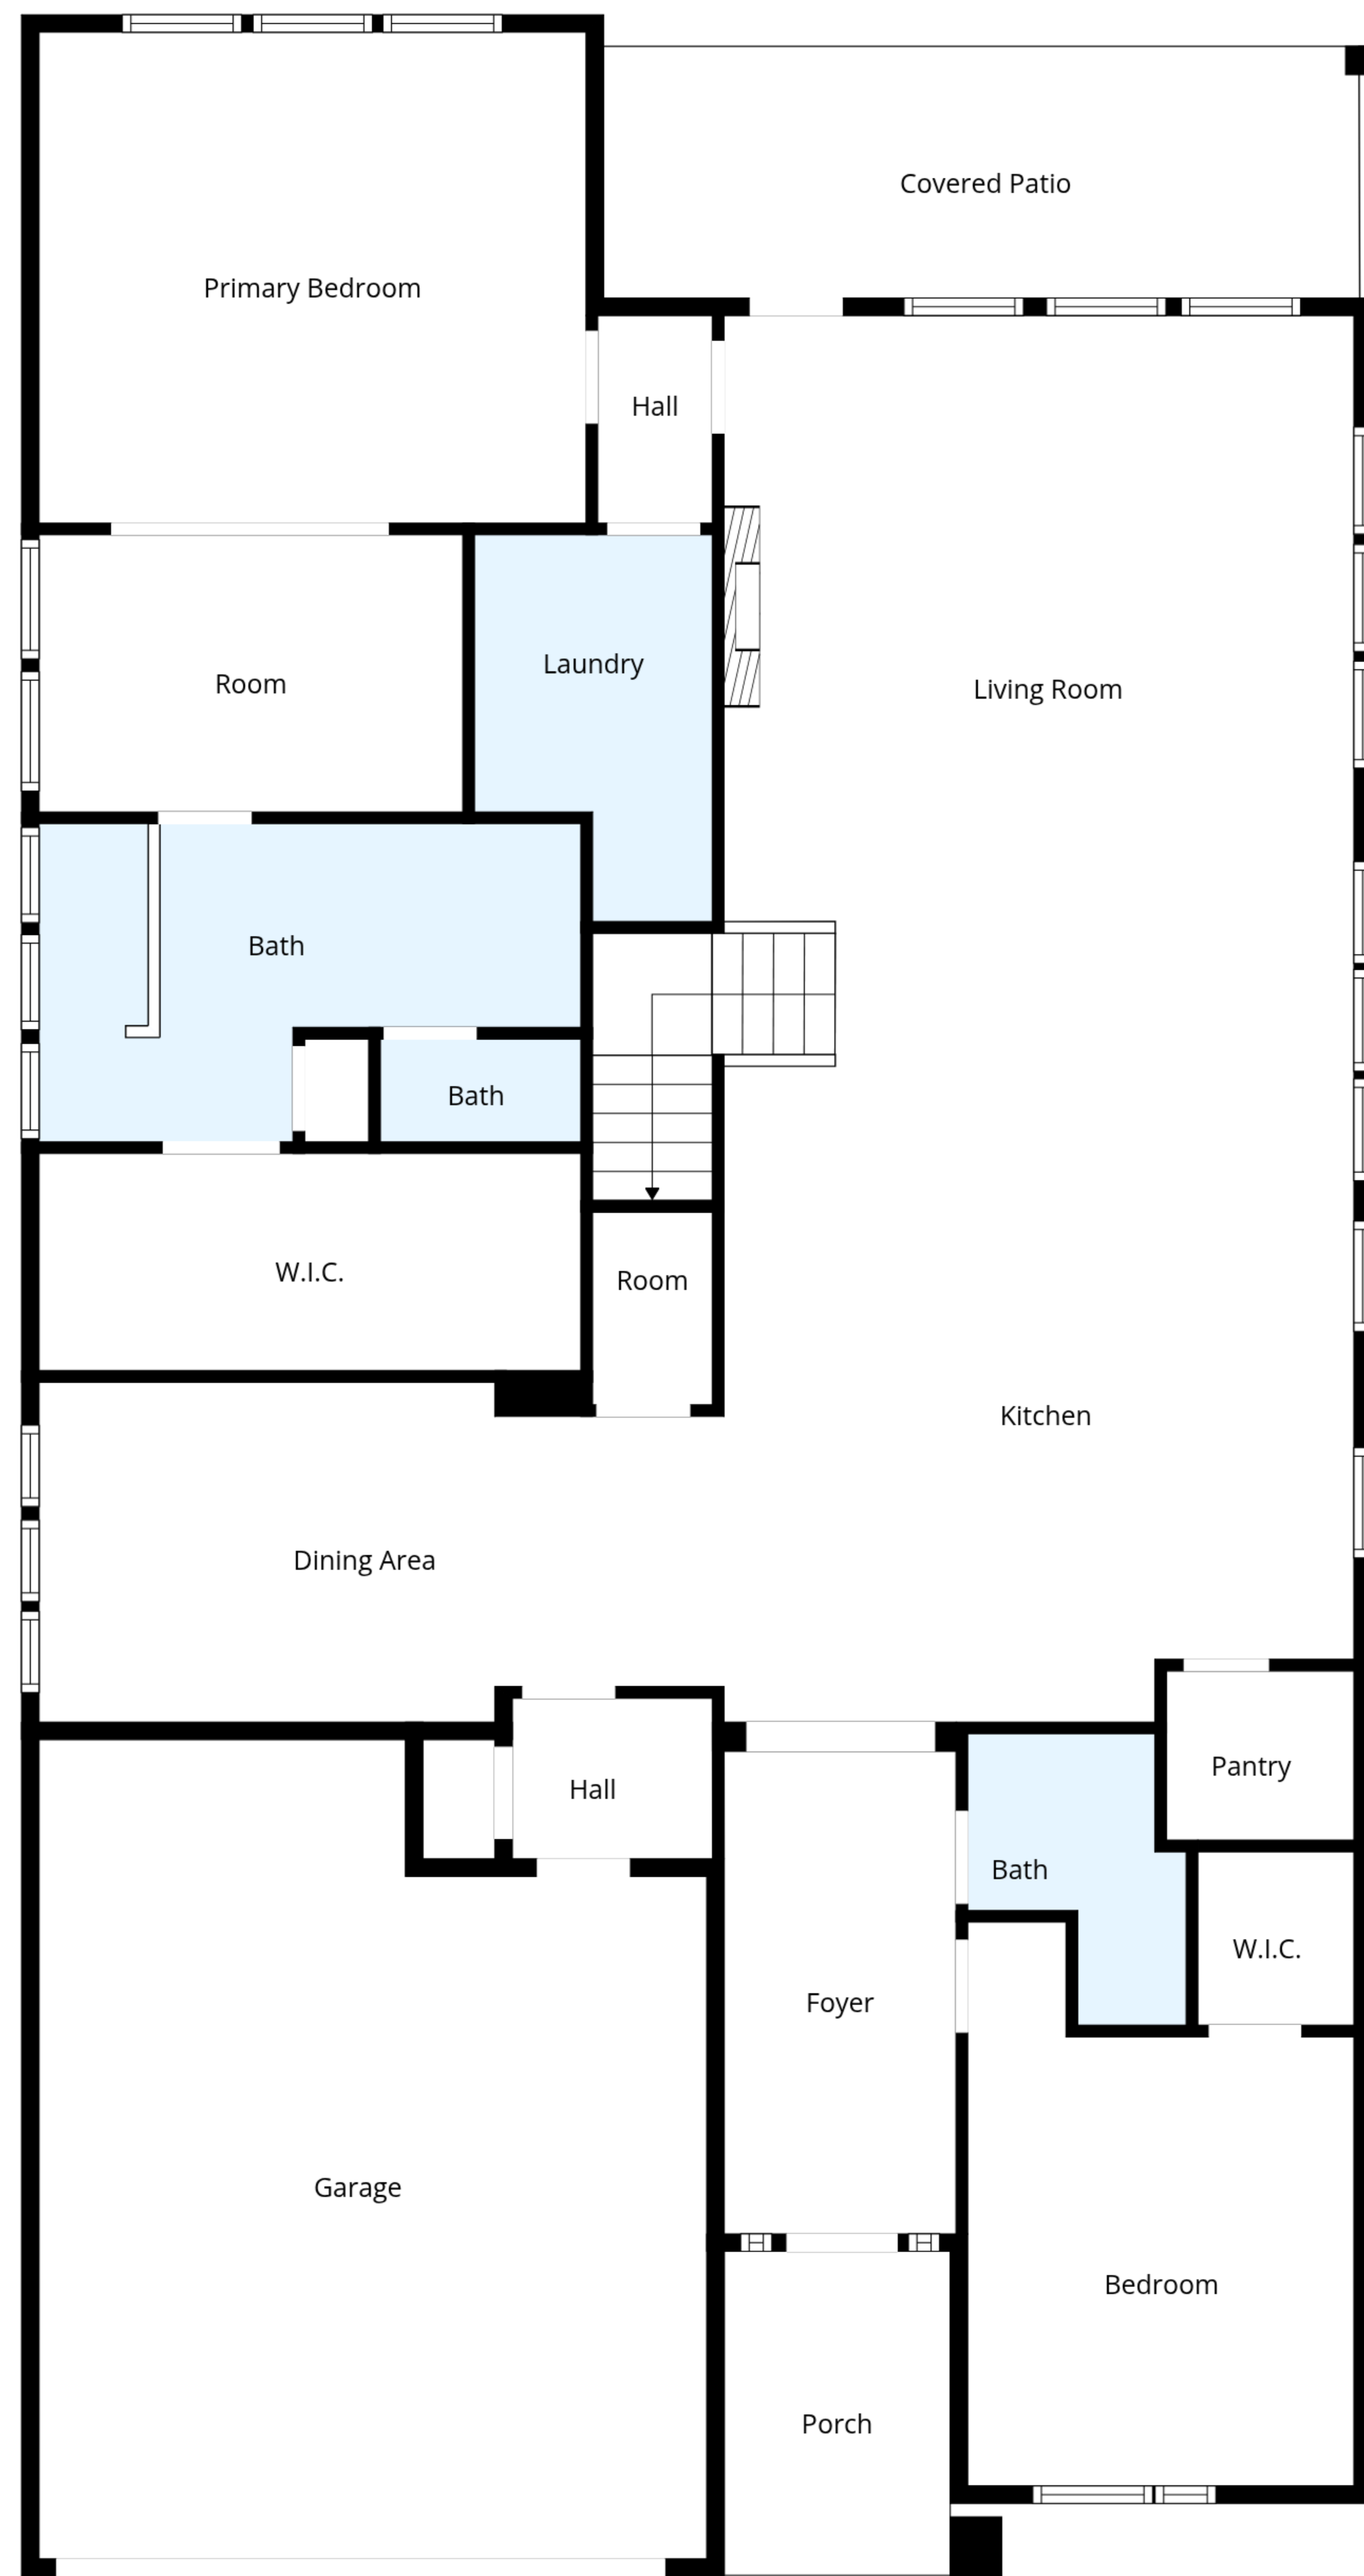 Covered Patio
Primary Bedroom
Hall
Laundry
Room
Living Room
Bath
Bath
W.I.C.
Room
Kitchen
Dining Area
Pantry
Hall
Bath
W.I.C.
Foyer
Garage
Bedroom
Porch